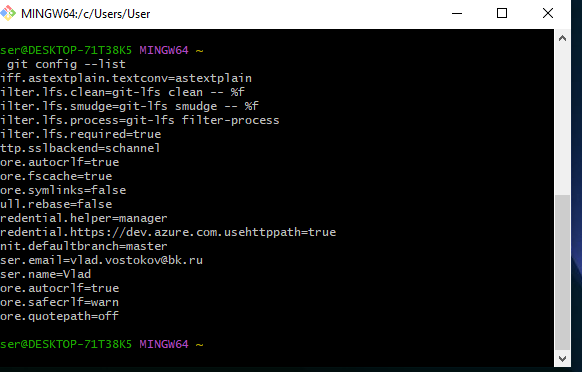 MINGW64:/c/Users/User
ser@DESKTOP-71T38K5 MINGW64 ~
git config --list
iff.astextplain.textconv=astextplain
ilter.lfs.clean=git-lfs clean -- %f
ilter.lfs.smudge=git-lfs smudge -- %f
ilter.lfs.process=git-lfs filter-process
ilter.lfs.required=true
ttp.sslbackend=schannel
ore.autocrlf=true
ore.fscache=true
ore.symlinks=false
ull.rebase=false
redential.helper=manager
redential.https://dev.azure.com.usehttppath=true
nit.defaultbranch=master
ser.email=vlad.vostokov@bk.ru
ser.name=Vlad
ore.autocrlf=true
ore.safecrlf=warn
ore.quotepath=off
ser@DESKTOP-71T38K5 MINGW64 ~